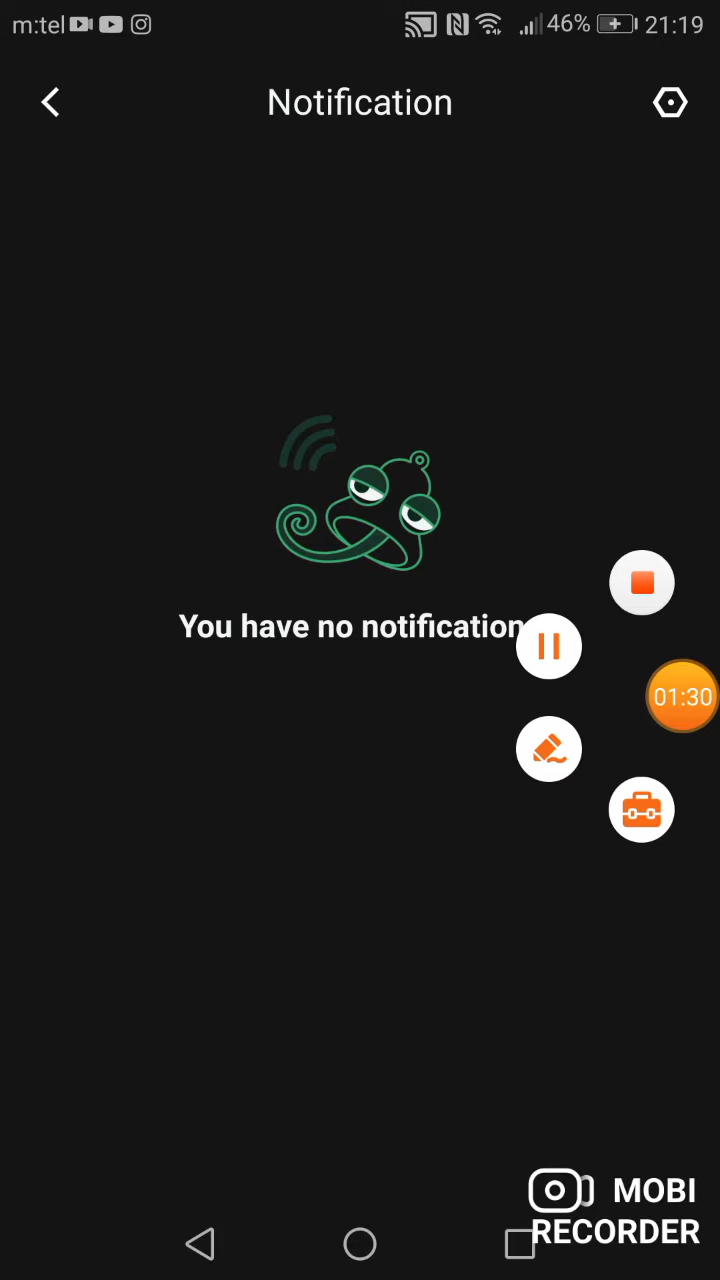 m:tel 46% 21:19
Notification
You have no notification
01:30
MOBI
RECORDER